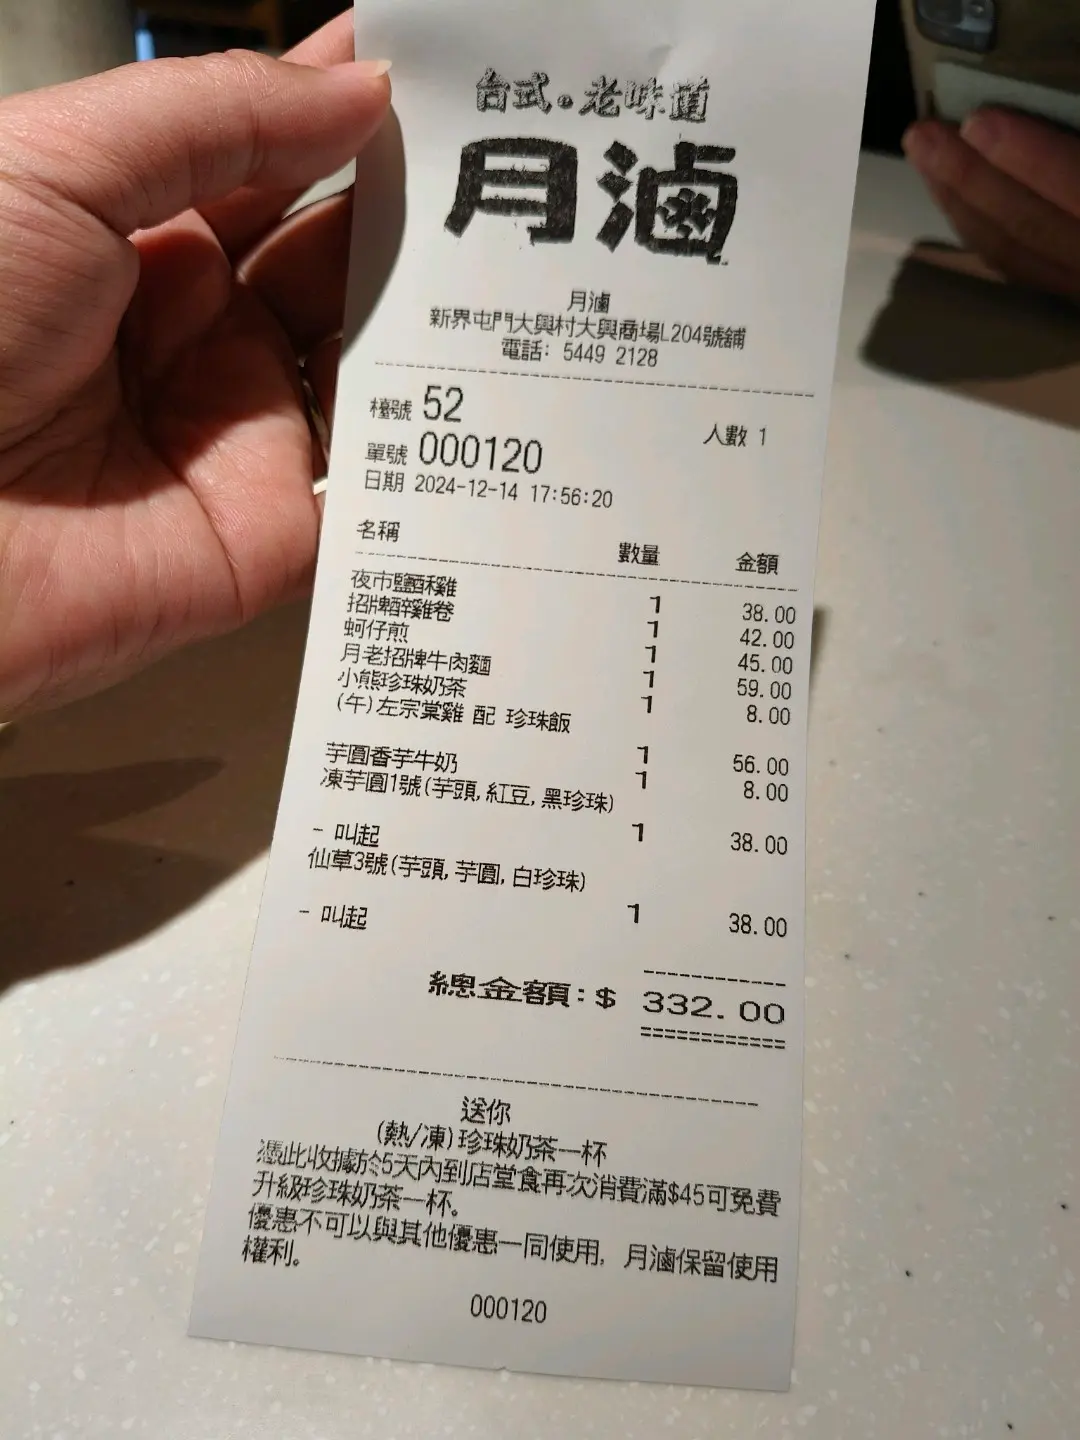 台式。老味道
月滷
月滷
新界屯門大興村大興商場L204號舖
電話: 5449 2128
檯號 52
人數 1
單號 000120
日期 2024-12-14 17:56:20
名稱 數量 金額
夜市鹽酥雞 1 38.00
招牌醉雞卷 1 42.00
蚵仔煎 1 45.00
月老招牌牛肉麵 1 59.00
小熊珍珠奶茶 1 8.00
(午)左宗棠雞 配 珍珠飯
1 56.00
芋圓香芋牛奶 1 8.00
凍芋圓1號(芋頭,紅豆,黑珍珠)
1 38.00
- 叫起
仙草3號(芋頭,芋圓,白珍珠)
1 38.00
- 叫起
總金額:$ 332.00
送你
(熱/凍)珍珠奶茶一杯
憑此收據於5天內到店堂食再次消費滿$45可免費
升級珍珠奶茶一杯。
優惠不可以與其他優惠一同使用, 月滷保留使用
權利。
000120